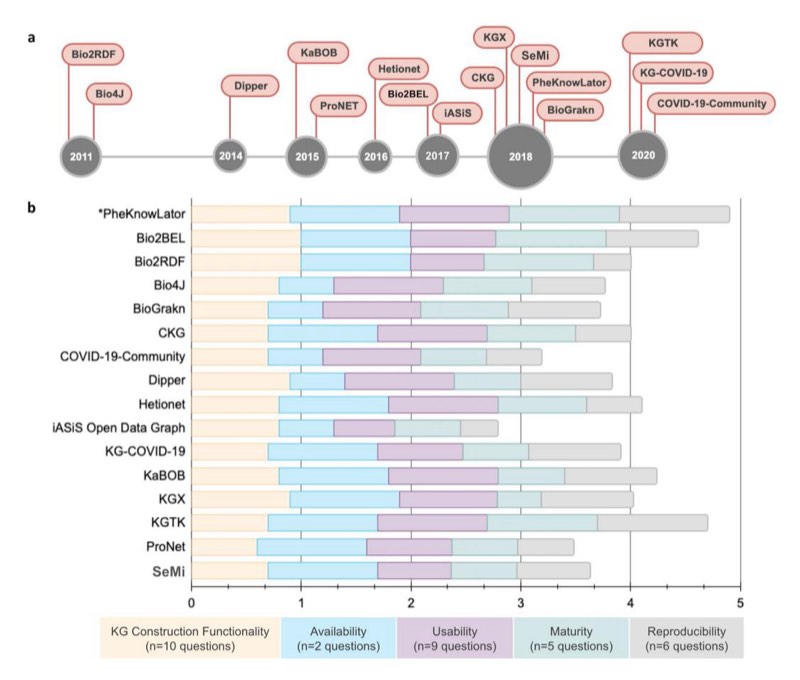 a
Bio2RDF
Bio4J
Dipper
KaBOB
ProNET
Hetionet
Bio2BEL
iASiS
KGX
SeMi
CKG
PheKnowLator
BioGrakn
KGTK
KG-COVID-19
COVID-19-Community
2011
2014
2015
2016
2017
2018
2020
b
*PheKnowLator
Bio2BEL
Bio2RDF
Bio4J
BioGrakn
CKG
COVID-19-Community
Dipper
Hetionet
iASiS Open Data Graph
KG-COVID-19
KaBOB
KGX
KGTK
ProNet
SeMi
0 1 2 3 4 5
KG Construction Functionality
(n=10 questions)
Availability
(n=2 questions)
Usability
(n=9 questions)
Maturity
(n=5 questions)
Reproducibility
(n=6 questions)